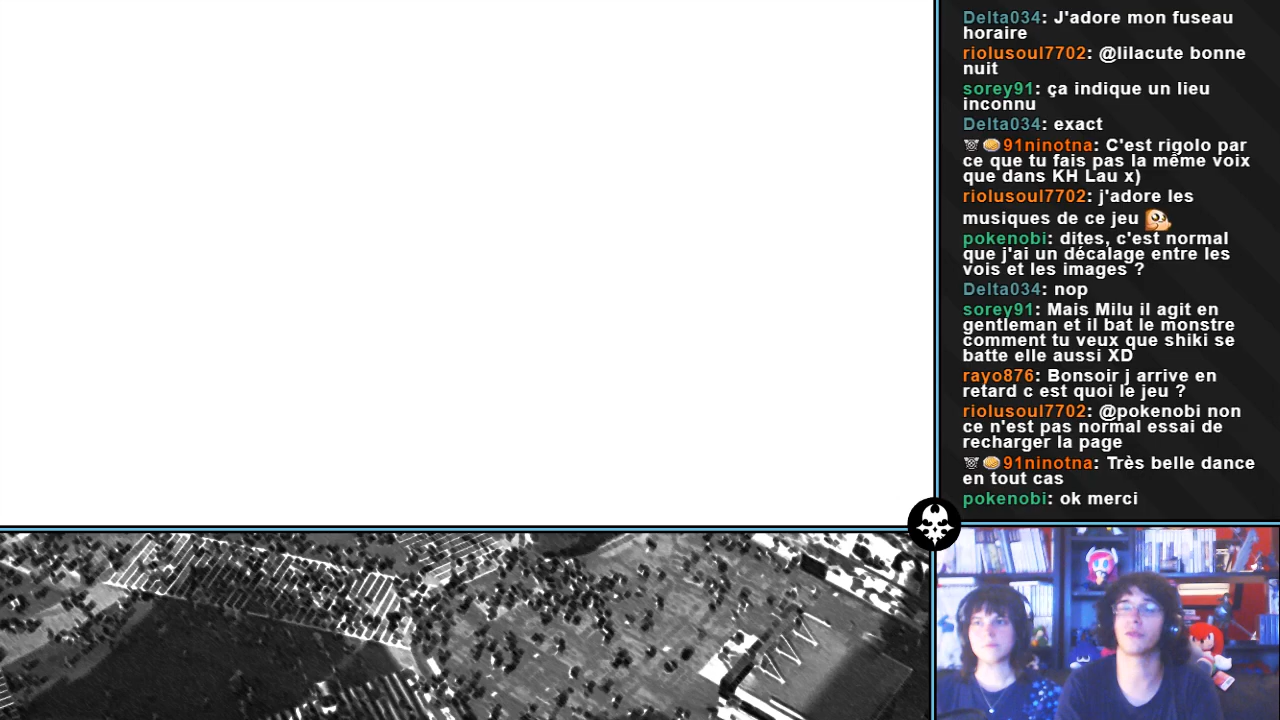 Delta034: J'adore mon fuseau
horaire
riolusoul7702: @lilacute bonne
nuit
sorey91: ça indique un lieu
inconnu
Delta034: exact
91ninotna: C'est rigolo par
ce que tu fais pas la même voix
que dans KH Lau x)
riolusoul7702: j'adore les
musiques de ce jeu
pokenobi: dites, c'est normal
que j'ai un décalage entre les
vois et les images ?
Delta034: nop
sorey91: Mais Milu il agit en
gentleman et il bat le monstre
comment tu veux que shiki se
batte elle aussi XD
rayo876: Bonsoir j arrive en
retard c est quoi le jeu ?
riolusoul7702: @pokenobi non
ce n'est pas normal essai de
recharger la page
91ninotna: Très belle dance
en tout cas
pokenobi: ok merci